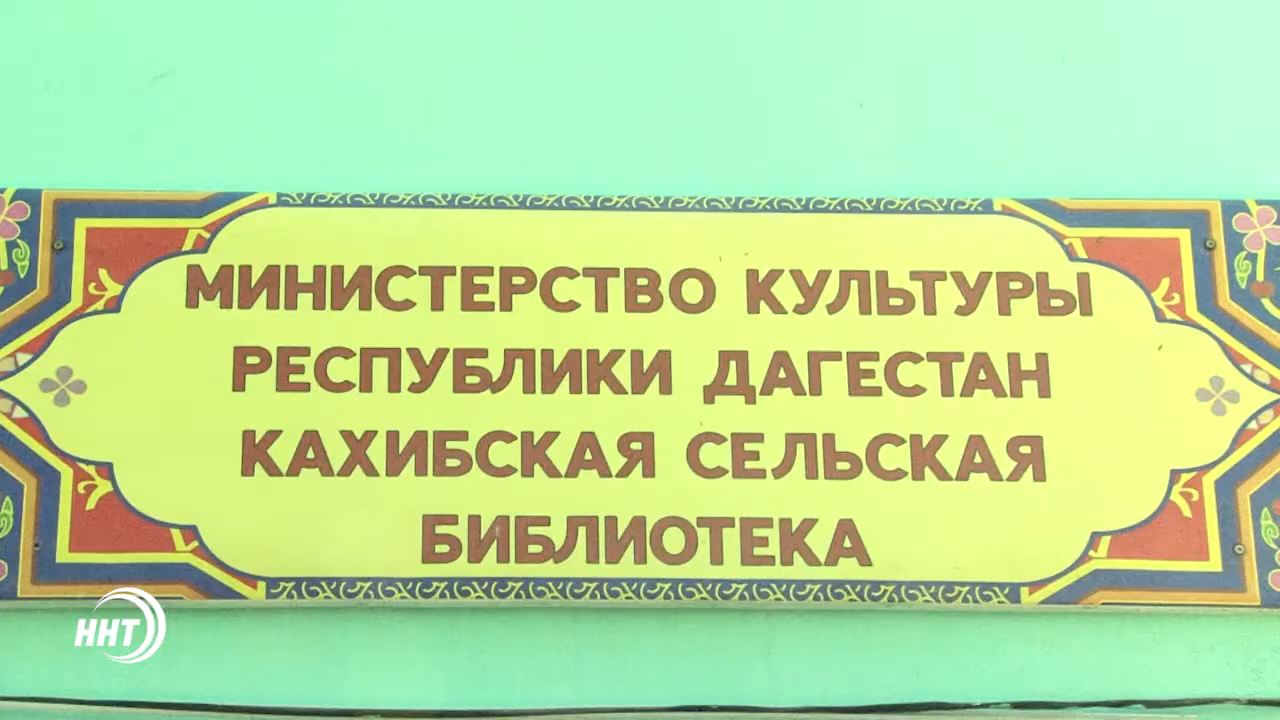 МИНИСТЕРСТВО КУЛЬТУРЫ
РЕСПУБЛИКИ ДАГЕСТАН
КАХИБСКАЯ СЕЛЬСКАЯ
БИБЛИОТЕКА
ННТ